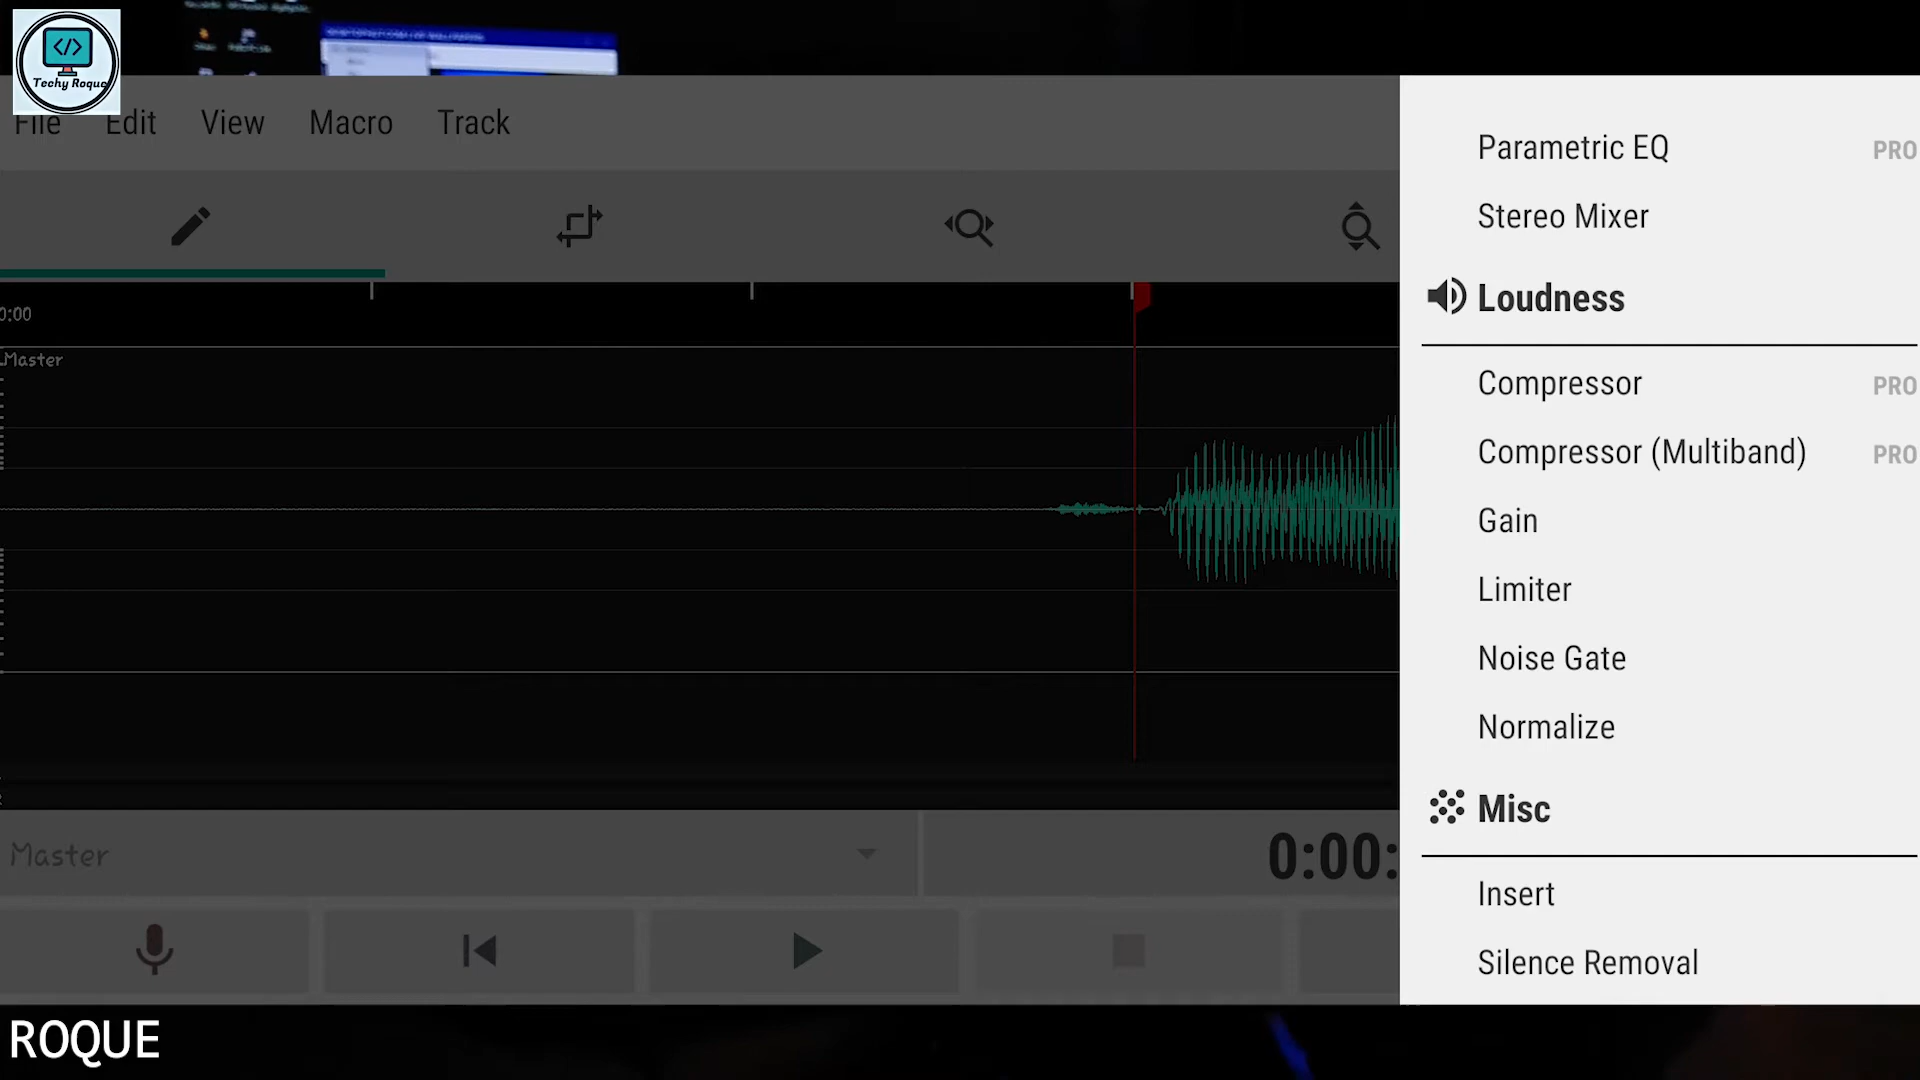 </>
Techy Roque
File Edit View Macro Track
0:00
Master
Master
0:00:
Parametric EQ PRO
Stereo Mixer
Loudness
Compressor PRO
Compressor (Multiband) PRO
Gain
Limiter
Noise Gate
Normalize
Misc
Insert
Silence Removal
ROQUE